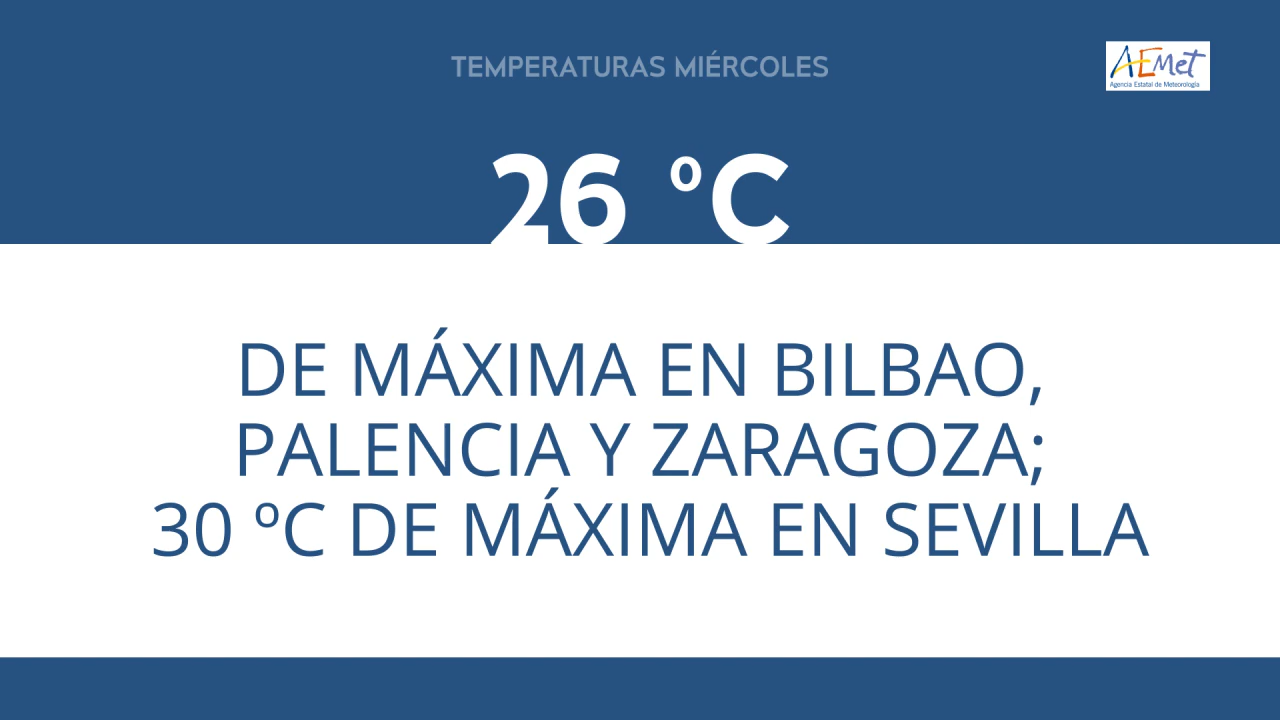 TEMPERATURAS MIÉRCOLES
AEMet
Agencia Estatal de Meteorología
26 ºC
DE MÁXIMA EN BILBAO,
PALENCIA Y ZARAGOZA;
30 ºC DE MÁXIMA EN SEVILLA